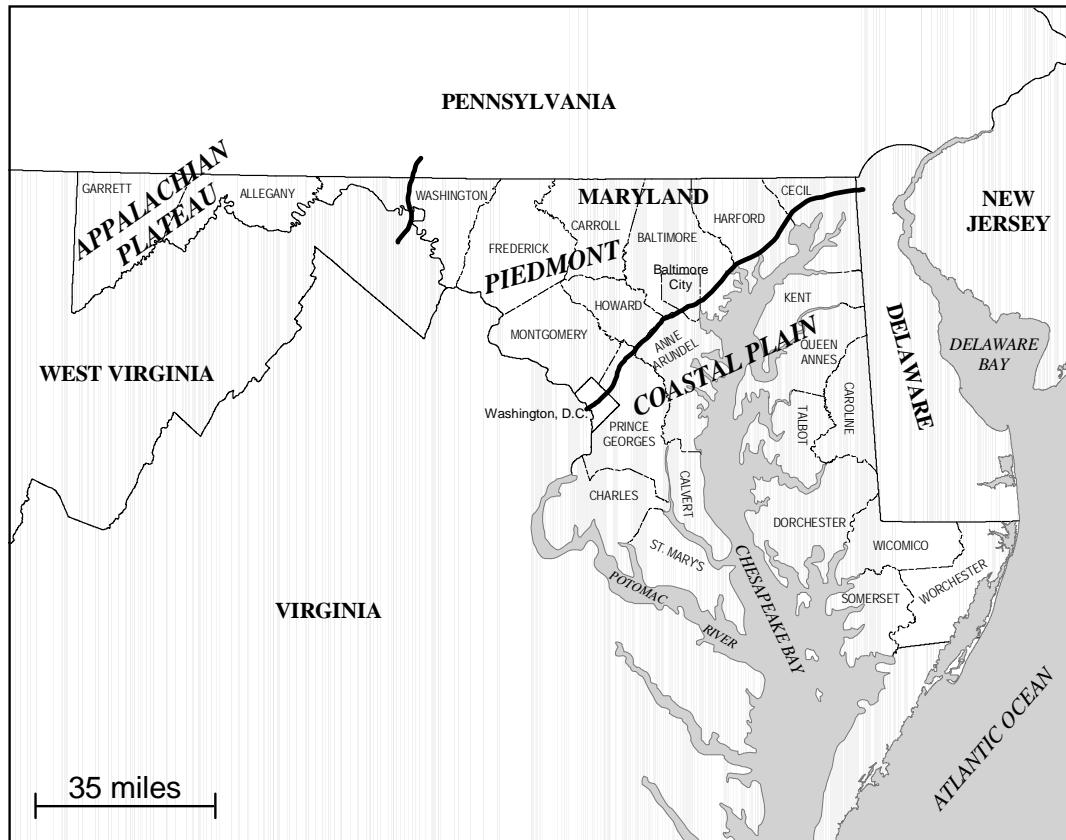 PENNSYLVANIA
GARRETT
APPALACHIAN
PLATEAU
ALLEGANY
WASHINGTON
MARYLAND
CECIL
NEW
JERSEY
FREDERICK
CARROLL
BALTIMORE
HARFORD
PIEDMONT
Baltimore
City
HOWARD
KENT
MONTGOMERY
ANNE
ARUNDEL
COASTAL PLAIN
QUEEN
ANNES
DELAWARE
DELAWARE
BAY
WEST VIRGINIA
Washington, D.C.
PRINCE
GEORGES
TALBOT
CAROLINE
CHARLES
CALVERT
DORCHESTER
ST. MARY'S
WICOMICO
CHESAPEAKE BAY
WORCHESTER
SOMERSET
POTOMAC
RIVER
VIRGINIA
ATLANTIC OCEAN
35 miles